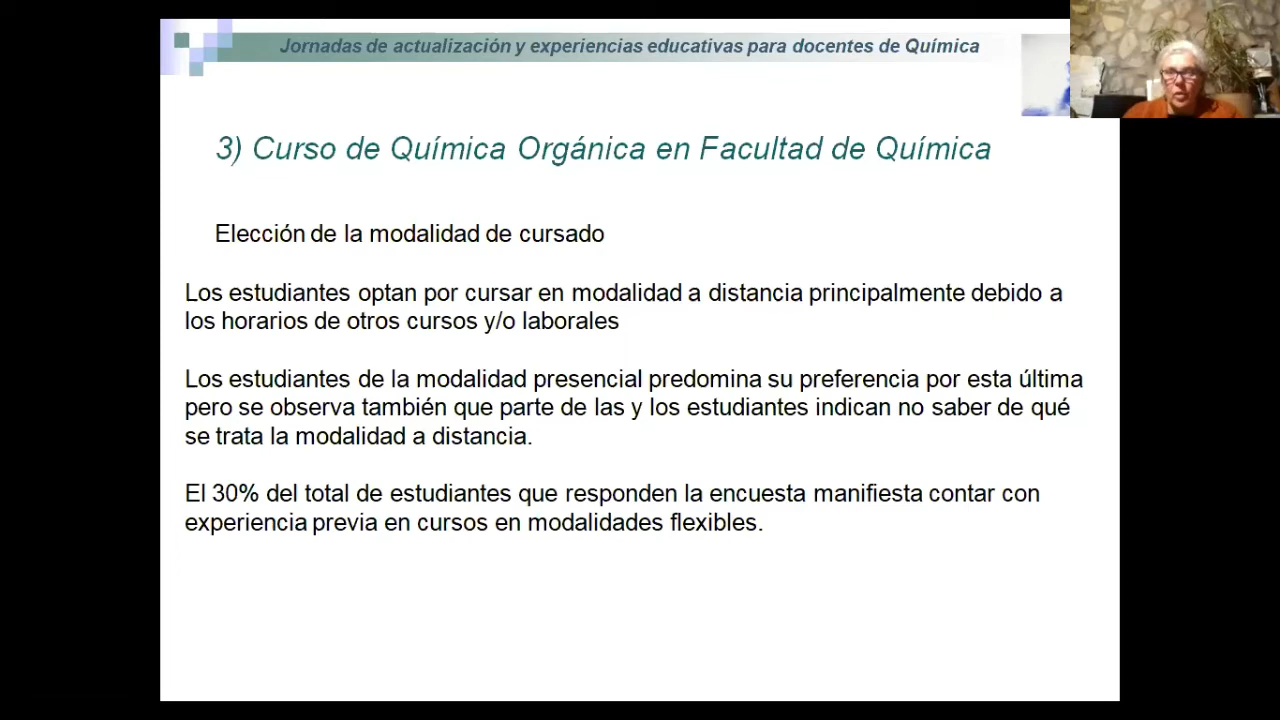 Jornadas de actualización y experiencias educativas para docentes de Química
3) Curso de Química Orgánica en Facultad de Química
Elección de la modalidad de cursado
Los estudiantes optan por cursar en modalidad a distancia principalmente debido a
los horarios de otros cursos y/o laborales
Los estudiantes de la modalidad presencial predomina su preferencia por esta última
pero se observa también que parte de las y los estudiantes indican no saber de qué
se trata la modalidad a distancia.
El 30% del total de estudiantes que responden la encuesta manifiesta contar con
experiencia previa en cursos en modalidades flexibles.